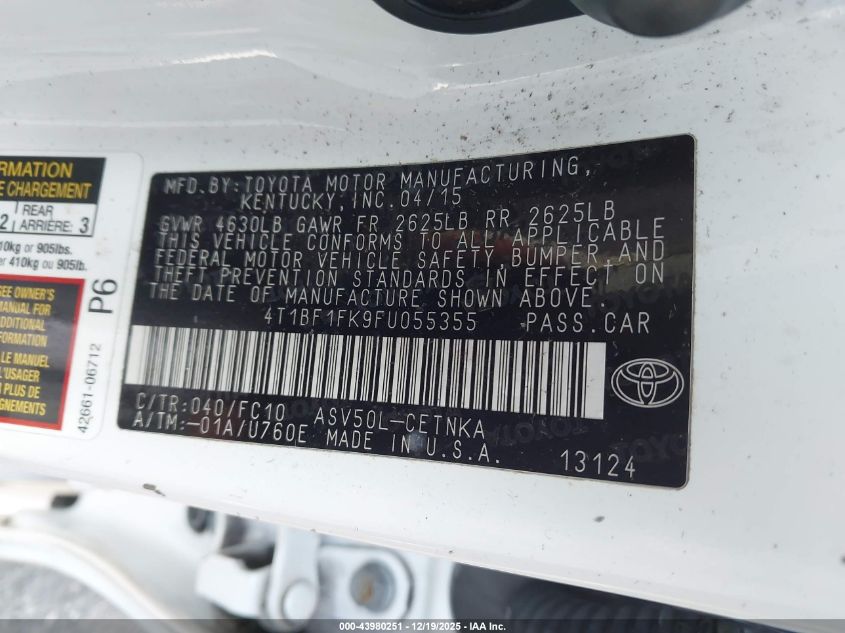 MFD.BY:TOYOTA MOTOR MANUFACTURING,
KENTUCKY, INC. 04/15
GVWR 4630LB GAWR FR 2625LB RR 2625LB
THIS VEHICLE CONFORMS TO ALL APPLICABLE
FEDERAL MOTOR VEHICLE SAFETY, BUMPER, AND
THEFT PREVENTION STANDARDS IN EFFECT ON
THE DATE OF MANUFACTURE SHOWN ABOVE.
4T1BF1FK9FU055355 PASS.CAR
C/TR:040/FC10 ASV50L-CETNKA
A/TM:-01A/U760E MADE IN U.S.A.
13124
ORMATION
E CHARGEMENT
2 REAR
ARRIÈRE: 3
10kg or 905lbs.
er 410kg ou 905lb.
SEE OWNER'S
MANUAL FOR
ADDITIONAL
INFORMATION
LE MANUEL
L'USAGER
PLUS DE
IGNEMENTS
P6
42661-06712
000-43980251 - 12/19/2025 - IAA Inc.